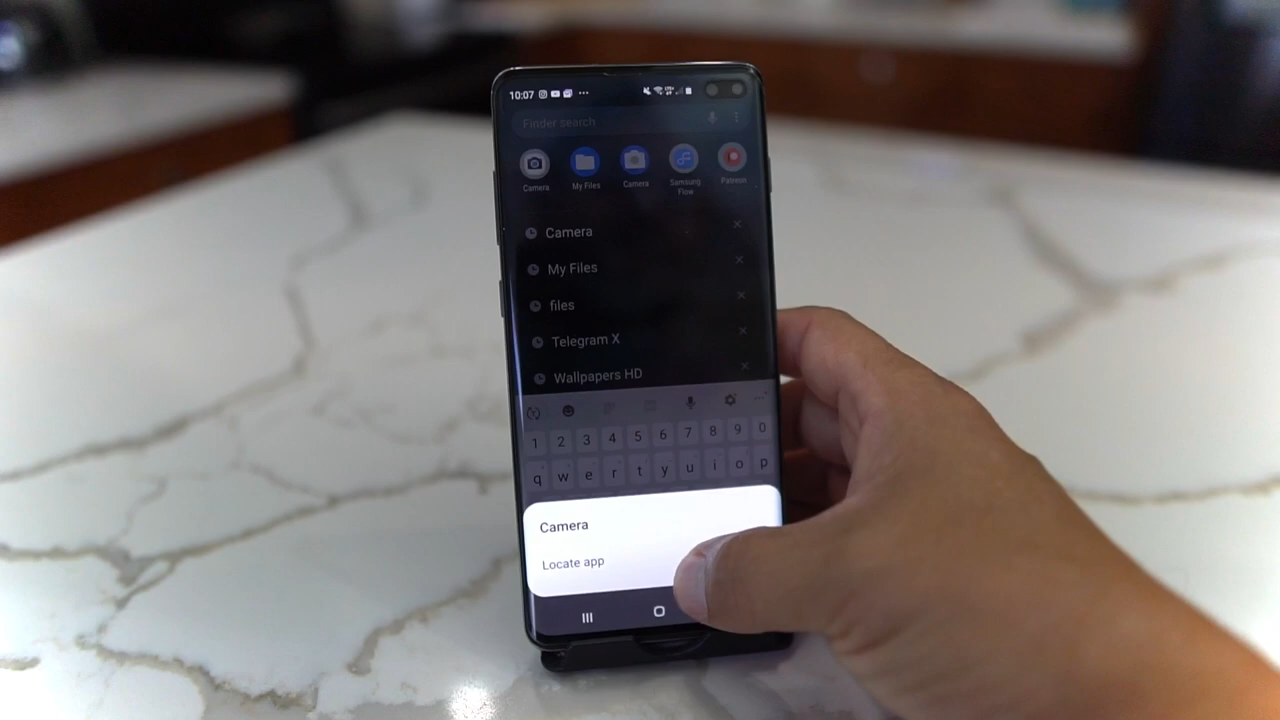 10:07
Finder search
Camera
My Files
Camera
Samsung Flow
Patreon
Camera
My Files
files
Telegram X
Wallpapers HD
1 2 3 4 5 6 7 8 9 0
q w e r t y u i o p
Camera
Locate app